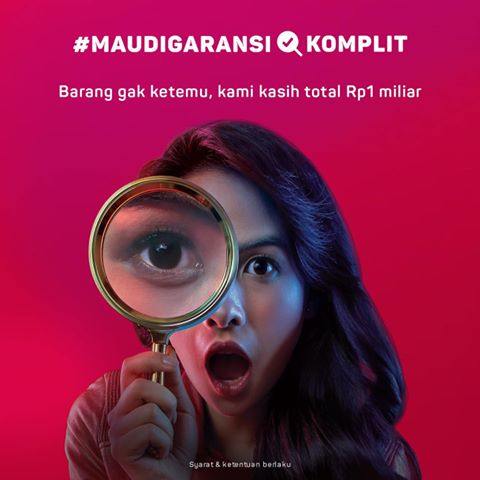 #MAUDIGARANSI KOMPLIT
Barang gak ketemu, kami kasih total Rp1 miliar
Syarat & ketentuan berlaku